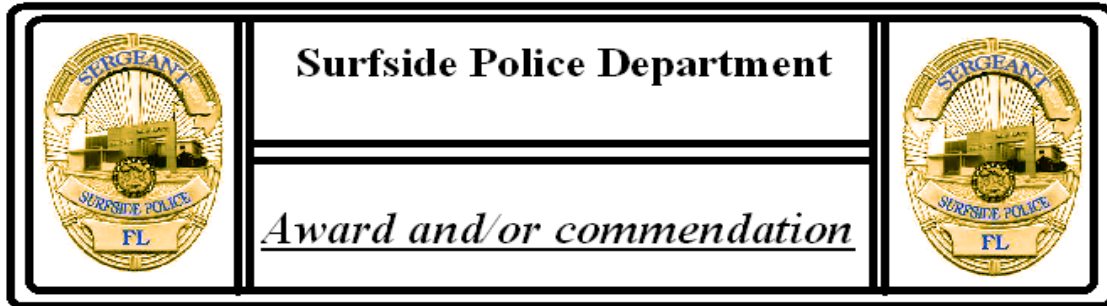 SERGEANT
SURFSIDE POLICE
FL
Surfside Police Department
Award and/or commendation
SERGEANT
SURFSIDE POLICE
FL